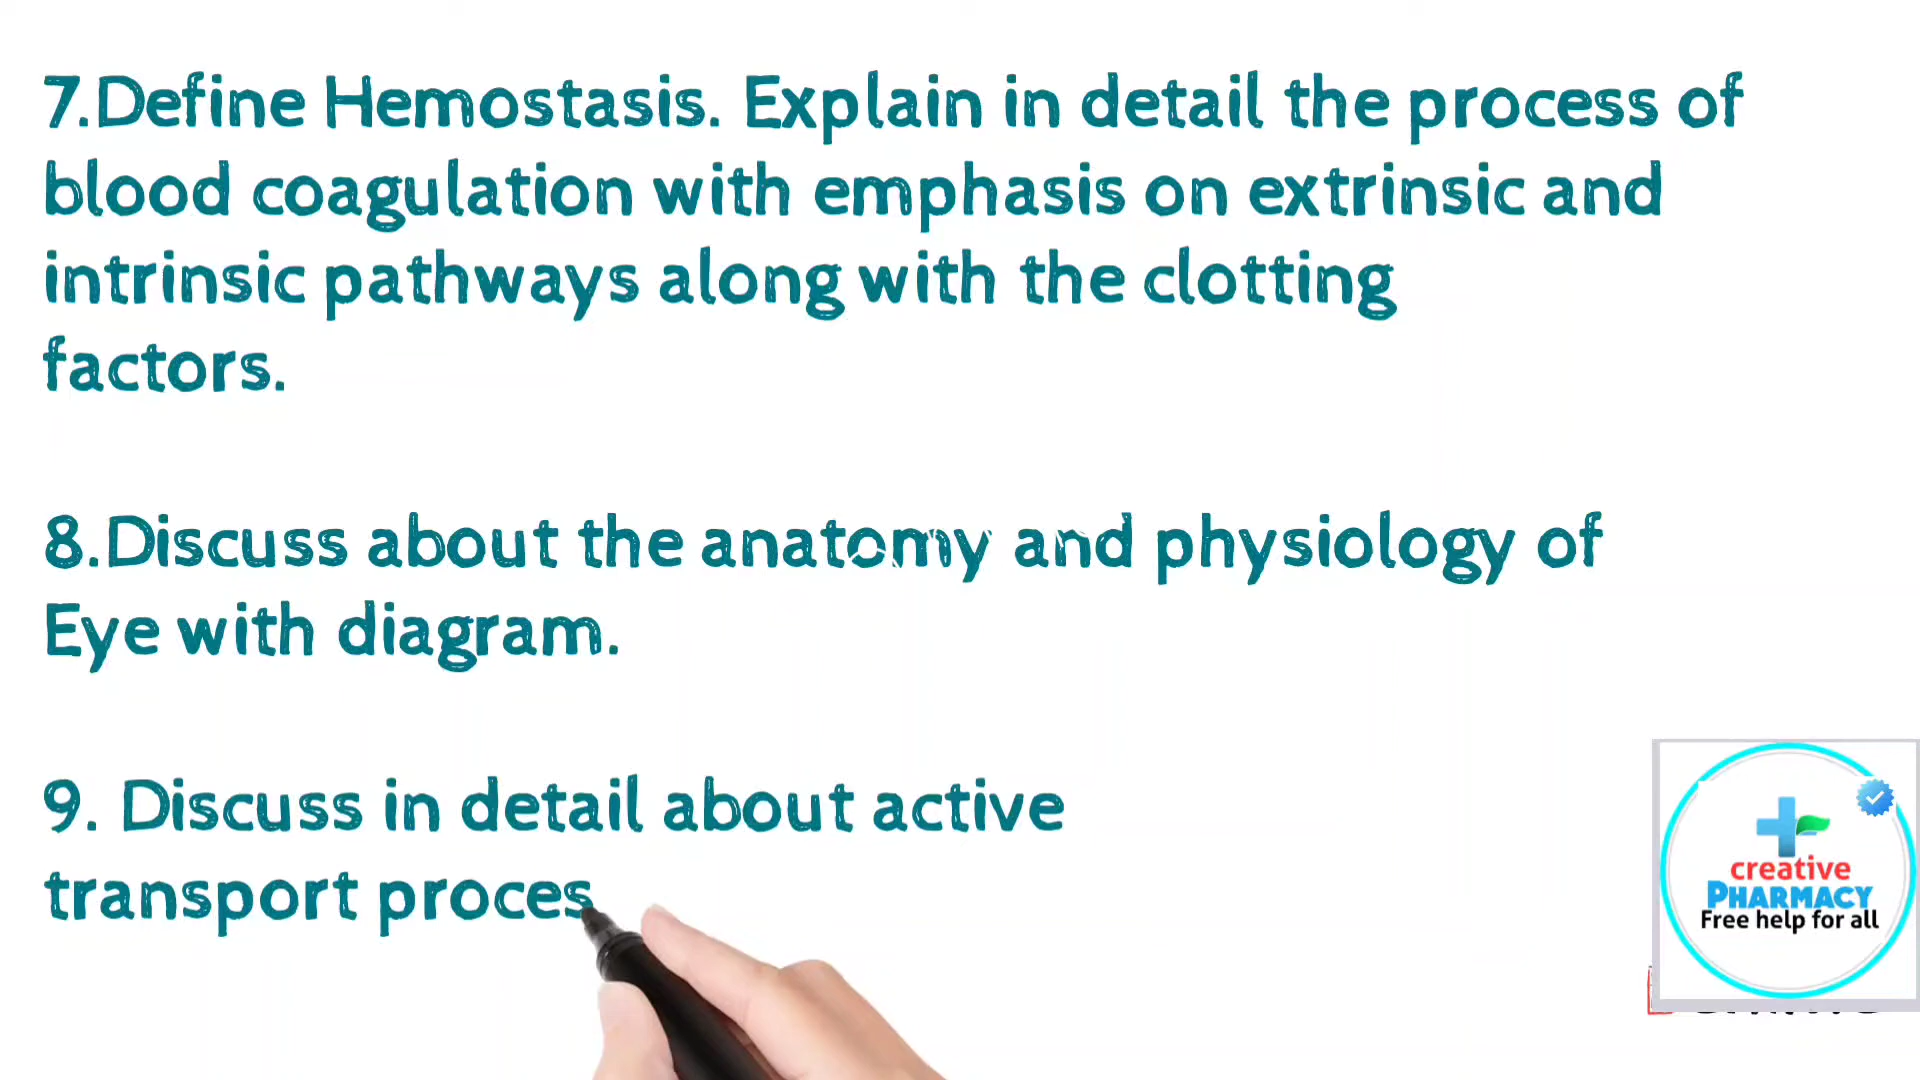 7.Define Hemostasis. Explain in detail the process of
blood coagulation with emphasis on extrinsic and
intrinsic pathways along with the clotting
factors.
8.Discuss about the anatomy and physiology of
Eye with diagram.
9. Discuss in detail about active
transport proces
creative
PHARMACY
Free help for all